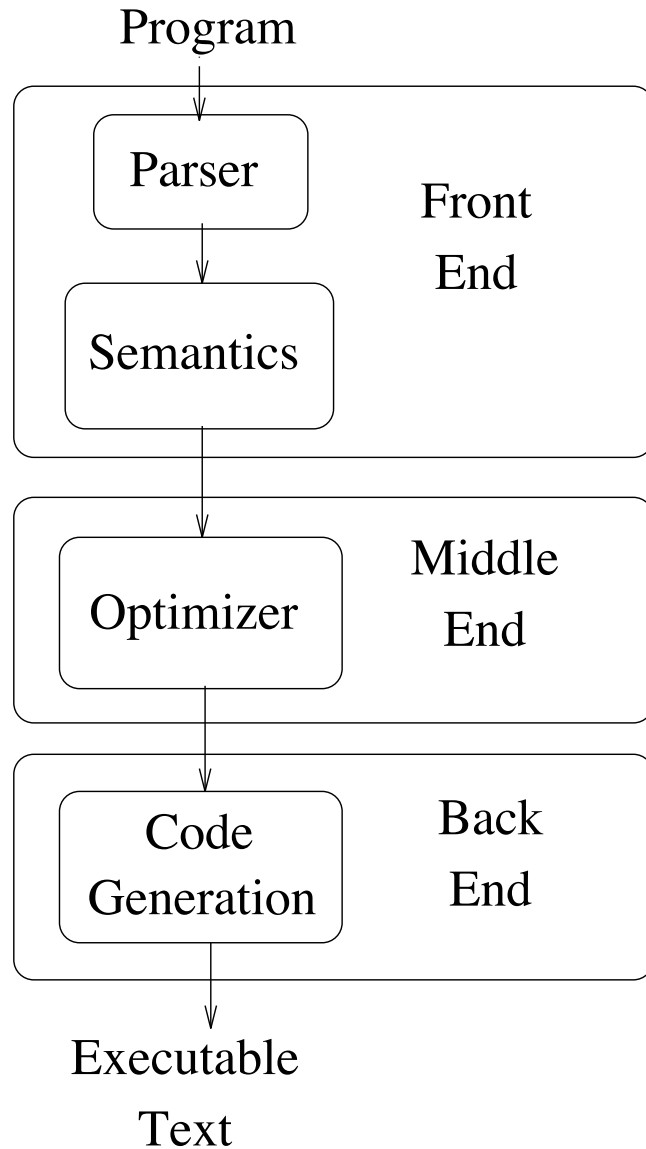 Program
Parser
Front
End
Semantics
Optimizer
Middle
End
Code
Generation
Back
End
Executable
Text